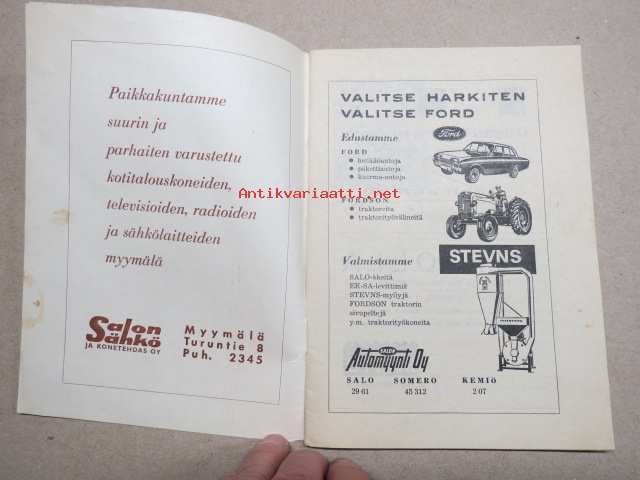 Paikkakuntamme
suurin ja
parhaiten varustettu
kotitalouskoneiden,
televisioiden, radioiden
ja sähkölaitteiden
myymälä
Salon
Sähkö
JA KONETEHDAS OY
Myymälä
Turuntie 8
Puh. 2345
Antikvariaatti.net
VALITSE HARKITEN
VALITSE FORD
Edustamme
Ford
FORD
• henkilöautoja
• pakettiautoja
• kuorma-autoja
FORDSON
• traktoreita
• traktorityövälineitä
Valmistamme
STEVNS
SALO-äkeitä
EK-SA-levittimiä
STEVNS-myllyjä
FORDSON traktorin
siropeltejä
y.m. traktorityökoneita
SALON
Automyynti Oy
SALO SOMERO KEMIO
29 61 45 312 2 07